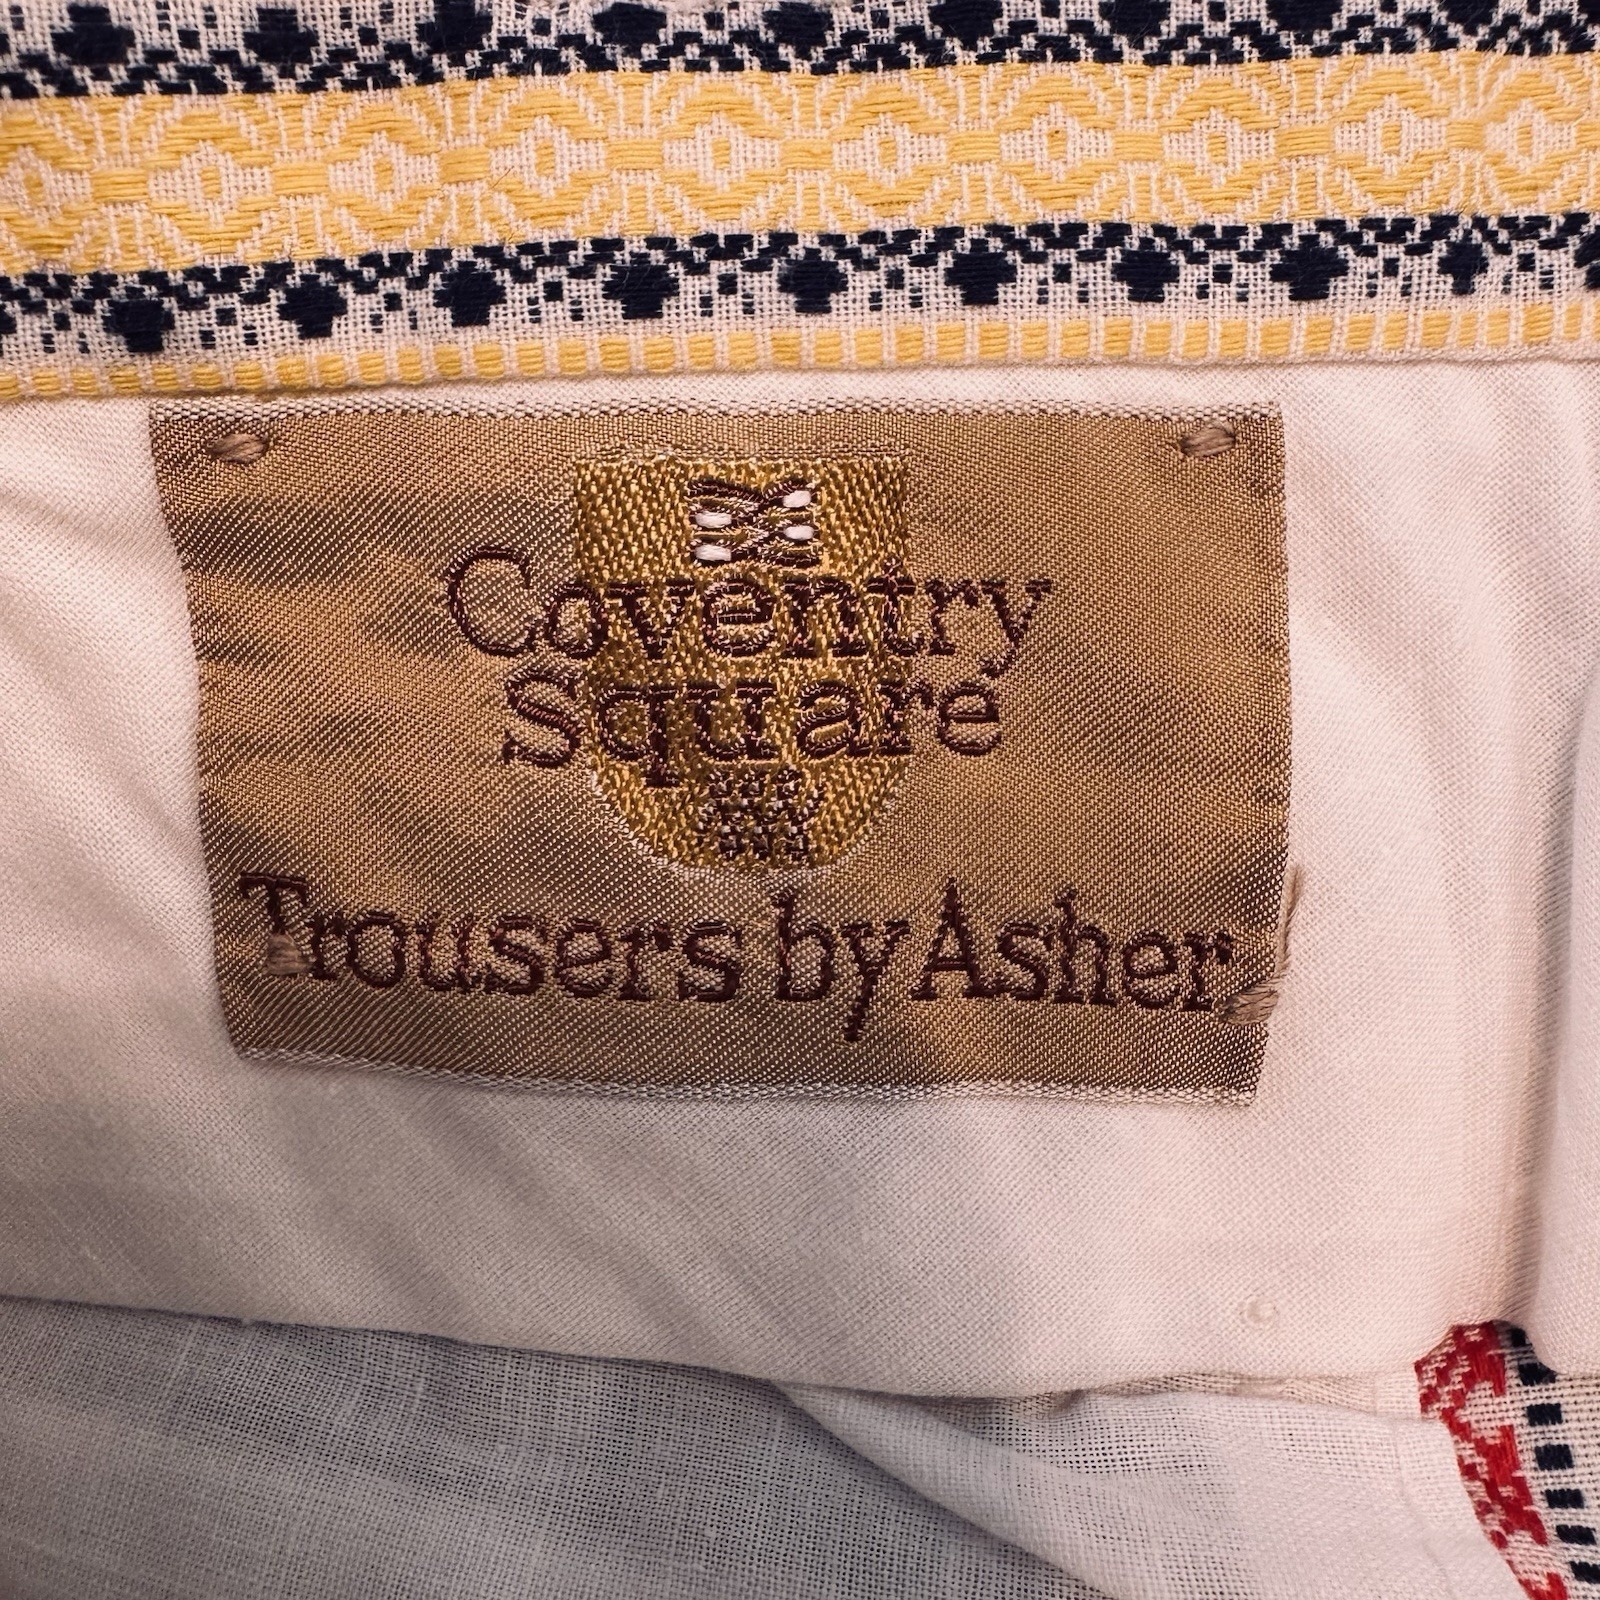 Coventry
Square
Trousers by Asher